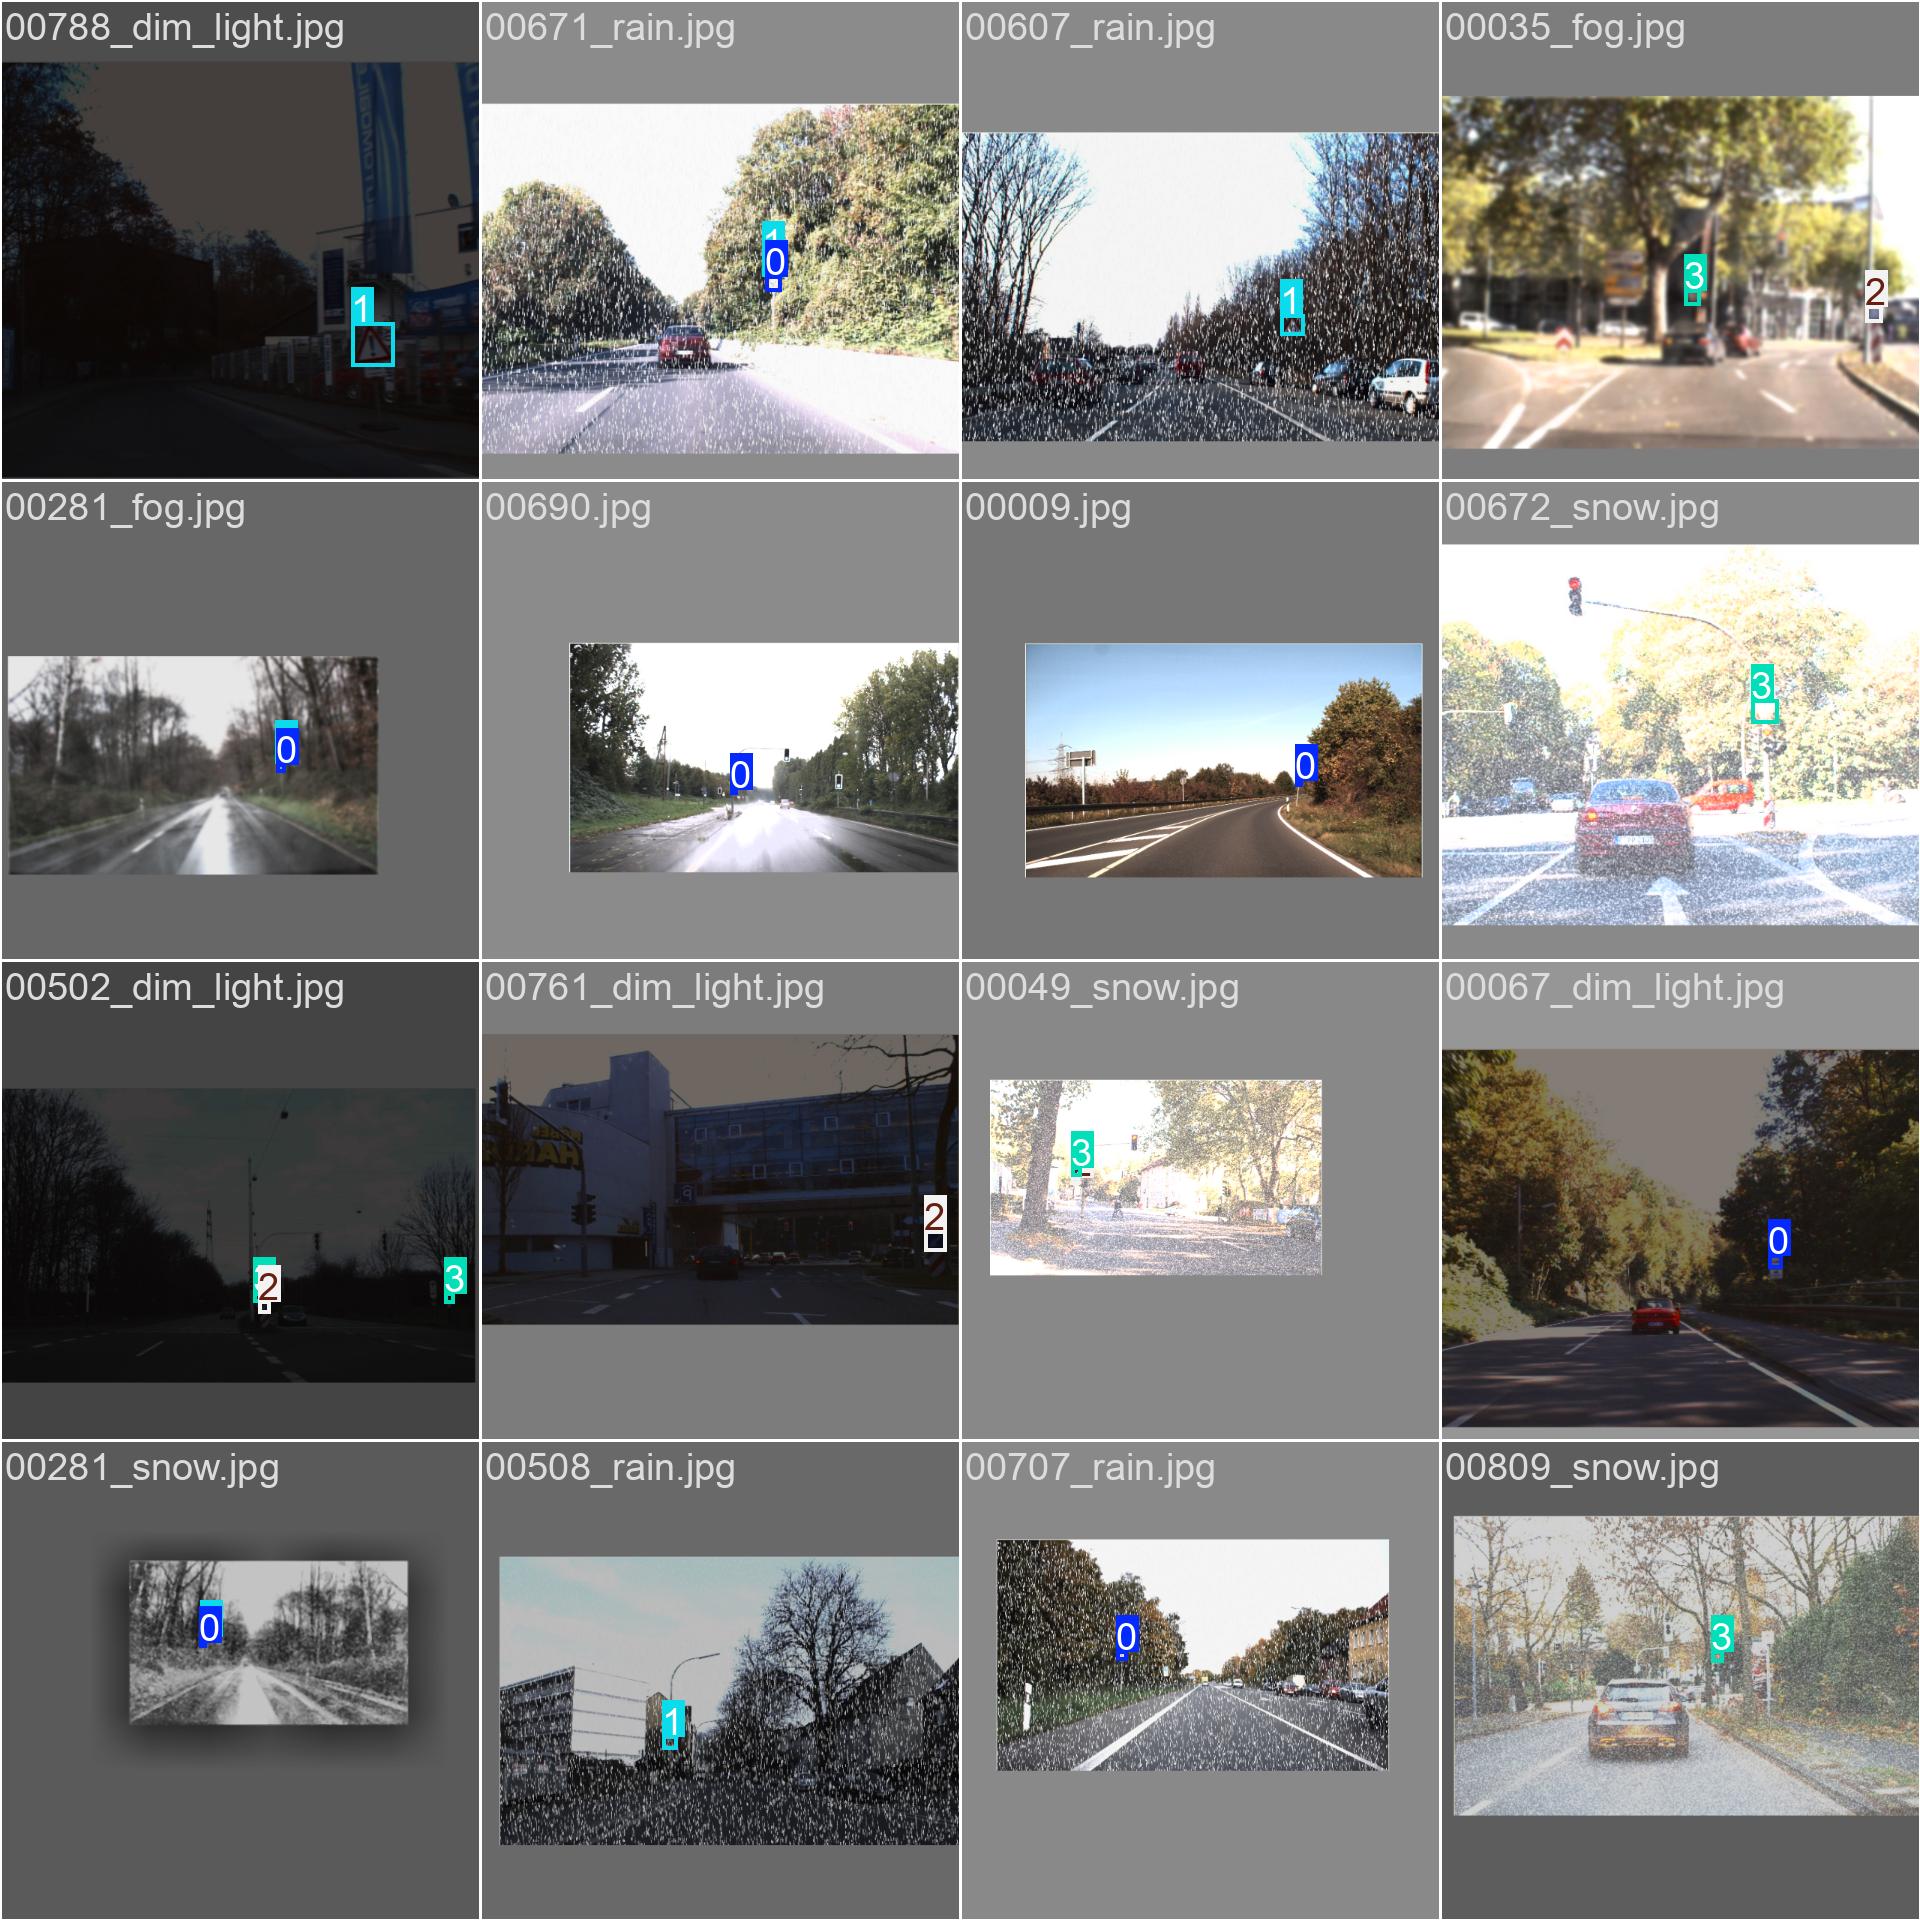 00788_dim_light.jpg
00671_rain.jpg
00607_rain.jpg
00035_fog.jpg
1
1
0
1
3
2
00281_fog.jpg
00690.jpg
00009.jpg
00672_snow.jpg
0
0
0
3
00502_dim_light.jpg
00761_dim_light.jpg
00049_snow.jpg
00067_dim_light.jpg
2
3
2
3
0
00281_snow.jpg
00508_rain.jpg
00707_rain.jpg
00809_snow.jpg
0
1
0
3